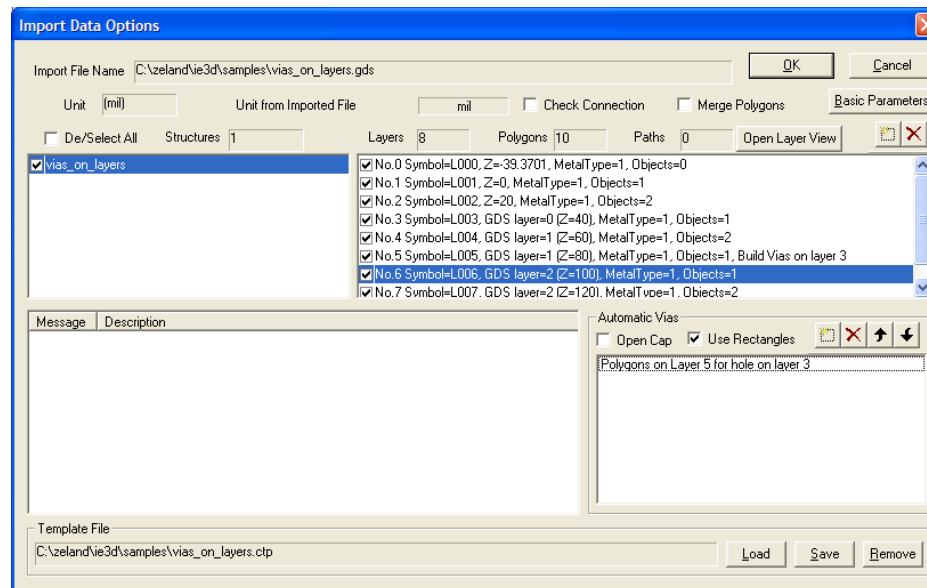 Import Data Options
Import File Name C:\zeland\ie3d\samples\vias_on_layers.gds OK Cancel
Unit (mil) Unit from Imported File mil Check Connection Merge Polygons Basic Parameters
De/Select All Structures 1 Layers 8 Polygons 10 Paths 0 Open Layer View
vias_on_layers
No.0 Symbol=L000, Z=-39.3701, MetalType=1, Objects=0
No.1 Symbol=L001, Z=0, MetalType=1, Objects=1
No.2 Symbol=L002, Z=20, MetalType=1, Objects=2
No.3 Symbol=L003, GDS layer=0 (Z=40), MetalType=1, Objects=1
No.4 Symbol=L004, GDS layer=1 (Z=60), MetalType=1, Objects=2
No.5 Symbol=L005, GDS layer=1 (Z=80), MetalType=1, Objects=1, Build Vias on layer 3
No.6 Symbol=L006, GDS layer=2 (Z=100), MetalType=1, Objects=1
No.7 Symbol=L007, GDS layer=2 (Z=120), MetalType=1, Objects=2
Message Description
Automatic Vias
Open Cap Use Rectangles
Polygons on Layer 5 for hole on layer 3
Template File
C:\zeland\ie3d\samples\vias_on_layers.ctp Load Save Remove